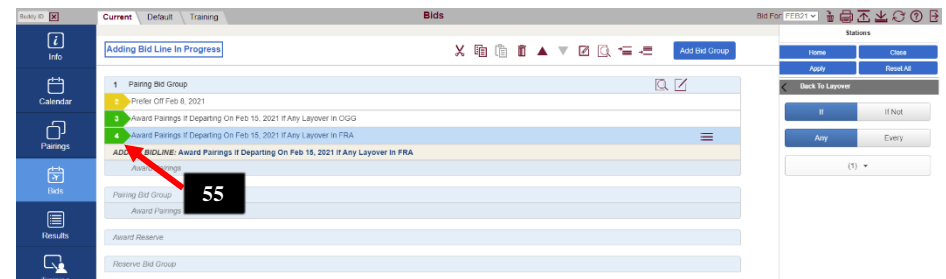 Buddy ID
Current Default Training Bids Bid For: FEB21
Info
Calendar
Pairings
Bids
Results
Adding Bid Line In Progress
Add Bid Group
1 Pairing Bid Group
2 Prefer Off Feb 8, 2021
3 Award Pairings If Departing On Feb 15, 2021 If Any Layover In OGG
4 Award Pairings If Departing On Feb 15, 2021 If Any Layover In FRA
BIDLINE: Award Pairings If Departing On Feb 15, 2021 If Any Layover In FRA
Award Pairings
55
Pairing Bid Group
Award Pairings
Award Reserve
Reserve Bid Group
Stations
Home Close
Apply Reset All
Back To Layover
If If Not
Any Every
(1)